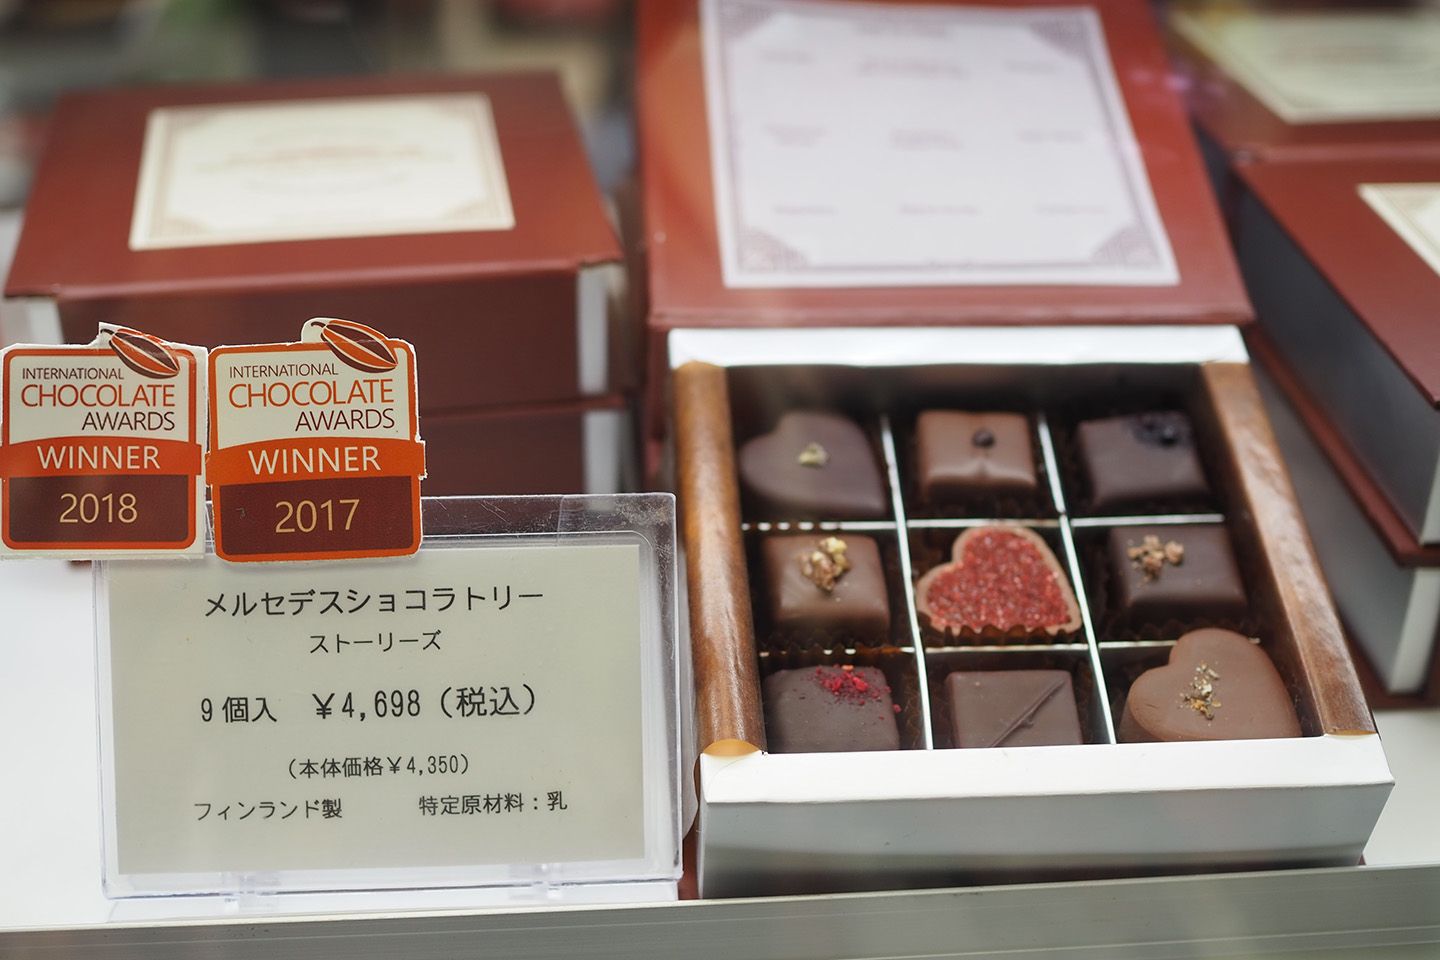 INTERNATIONAL
CHOCOLATE
AWARDS
WINNER
2018
INTERNATIONAL
CHOCOLATE
AWARDS
WINNER
2017
メルセデスショコラトリー
ストーリーズ
9個入　￥4,698（税込）
（本体価格￥4,350）
フィンランド製　特定原材料：乳